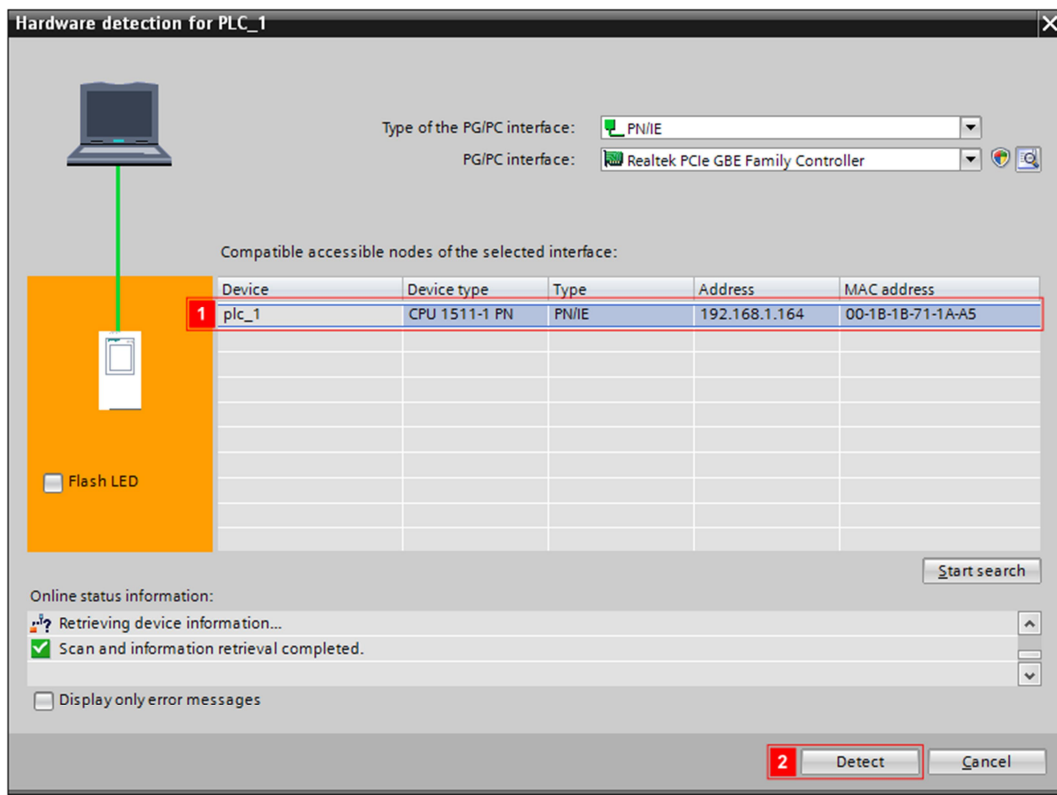 Hardware detection for PLC_1
Type of the PG/PC interface: PN/IE
PG/PC interface: Realtek PCIe GBE Family Controller
Compatible accessible nodes of the selected interface:
Device Device type Type Address MAC address
1 plc_1 CPU 1511-1 PN PN/IE 192.168.1.164 00-1B-1B-71-1A-A5
Flash LED
Start search
Online status information:
Retrieving device information...
Scan and information retrieval completed.
Display only error messages
2 Detect Cancel